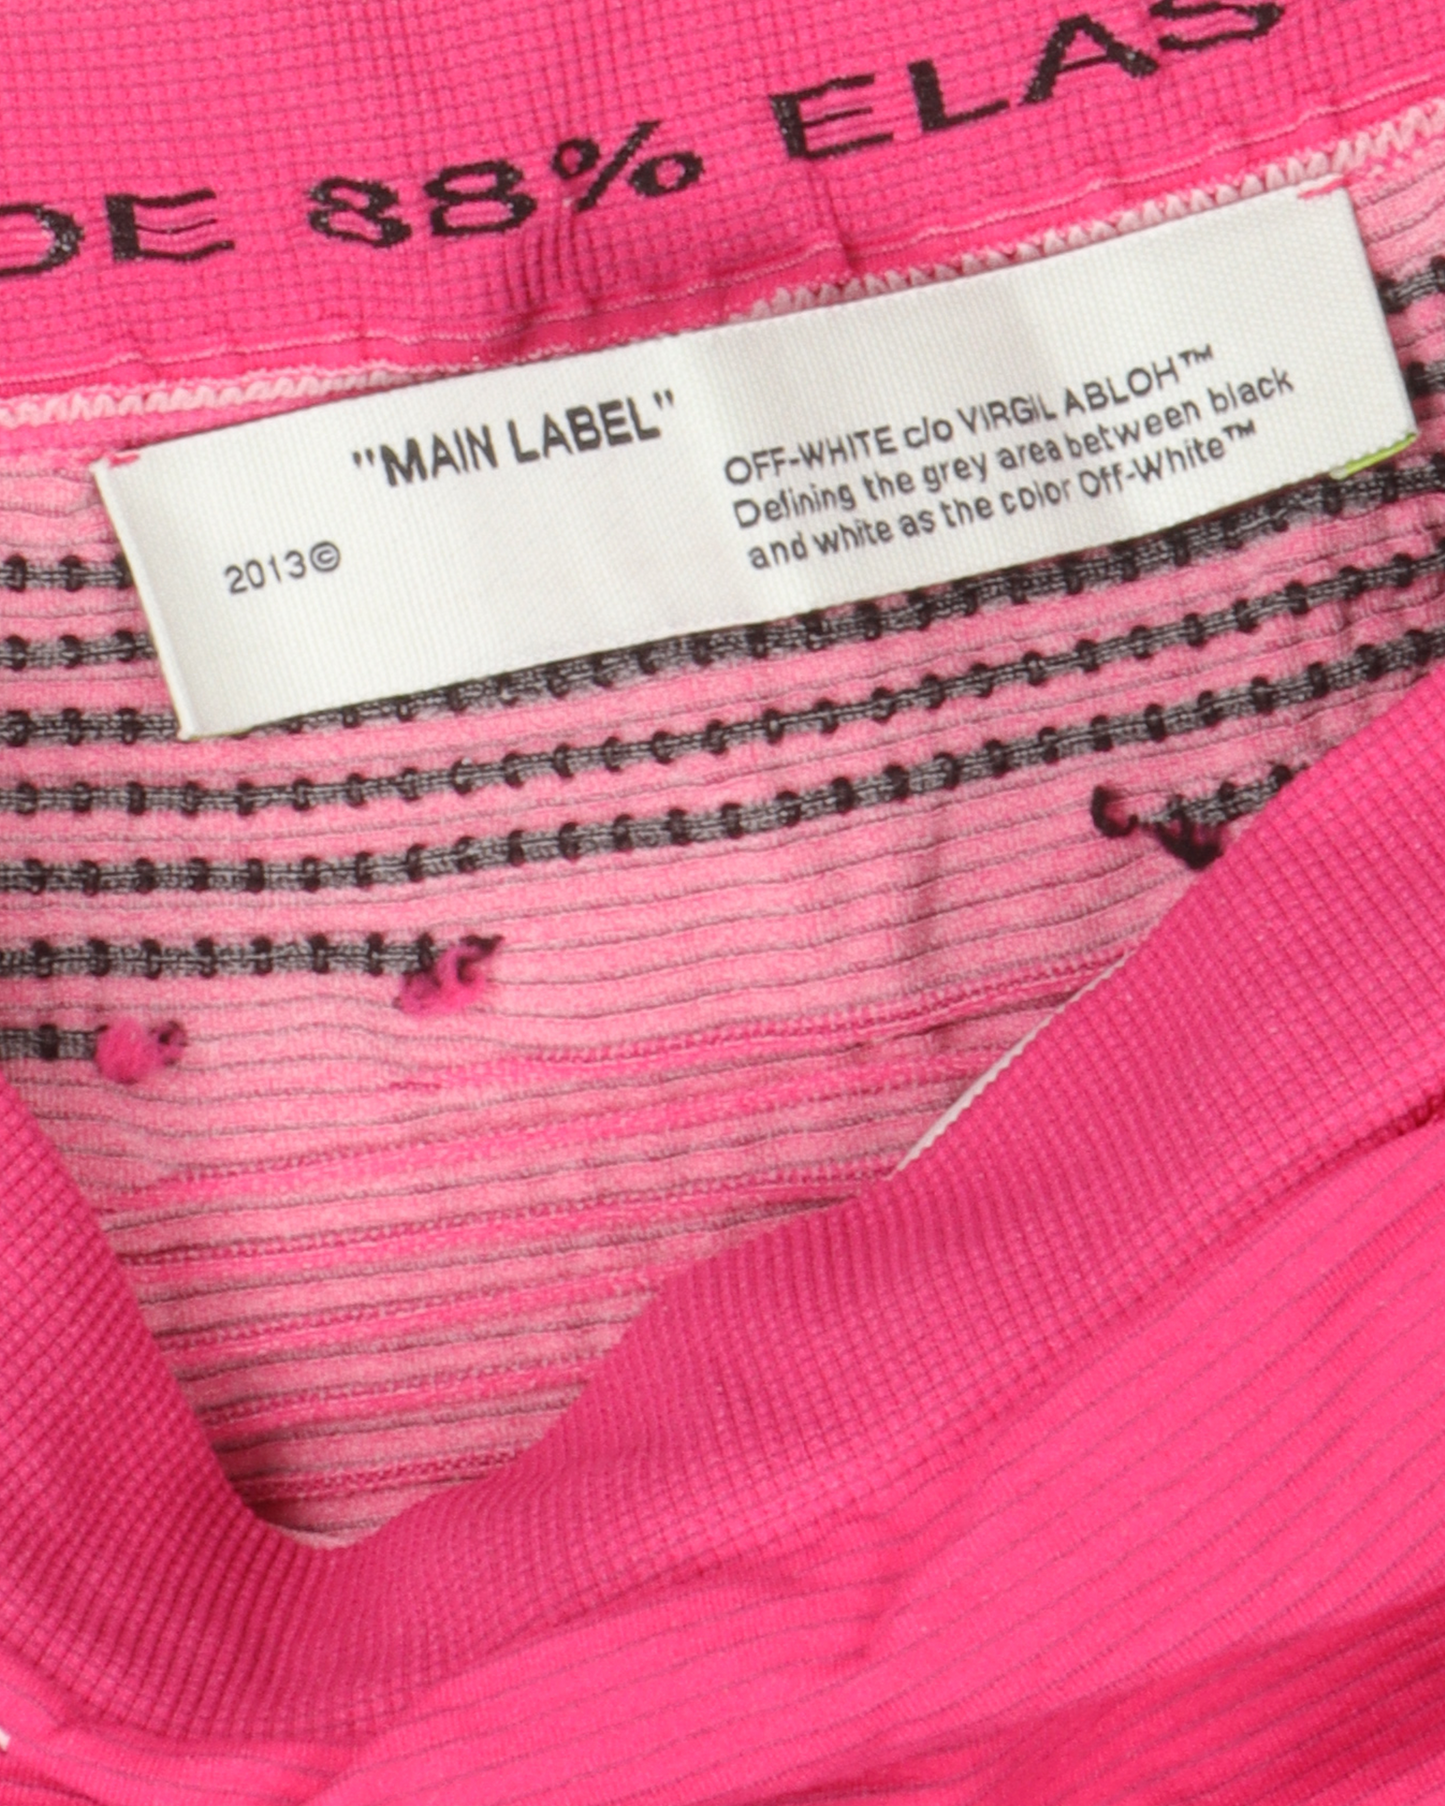 DE 88% ELAS
"MAIN LABEL"
2013©
OFF-WHITE c/o VIRGIL ABLOH™
Defining the grey area between black
and white as the color Off-White™